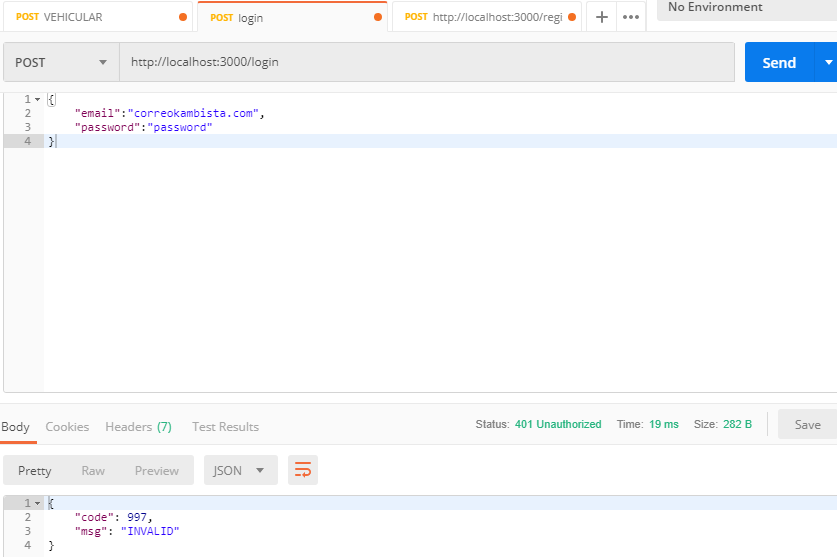 POST VEHICULAR POST login POST http://localhost:3000/regi + ••• No Environment
POST http://localhost:3000/login Send
1 {
2 "email":"correokambista.com",
3 "password":"password"
4 }
Body Cookies Headers (7) Test Results Status: 401 Unauthorized Time: 19 ms Size: 282 B Save
Pretty Raw Preview JSON
1 {
2 "code": 997,
3 "msg": "INVALID"
4 }